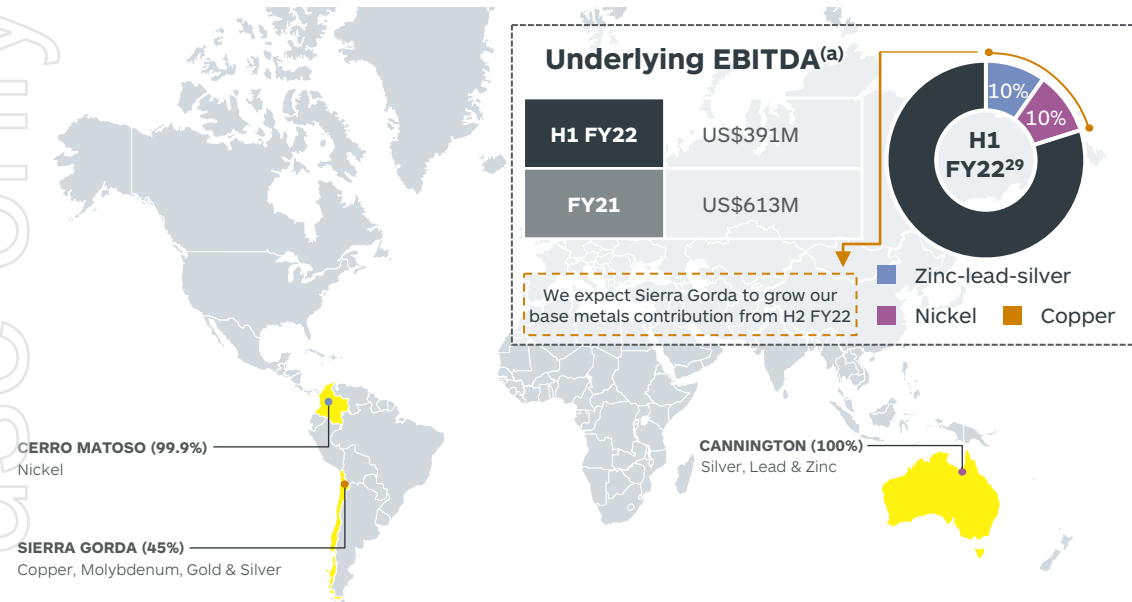 Underlying EBITDA(a)
H1 FY22 US$391M
FY21 US$613M
We expect Sierra Gorda to grow our
base metals contribution from H2 FY22
10%
10%
H1
FY22²⁹
Zinc-lead-silver
Nickel
Copper
CERRO MATOSO (99.9%)
Nickel
SIERRA GORDA (45%)
Copper, Molybdenum, Gold & Silver
CANNINGTON (100%)
Silver, Lead & Zinc